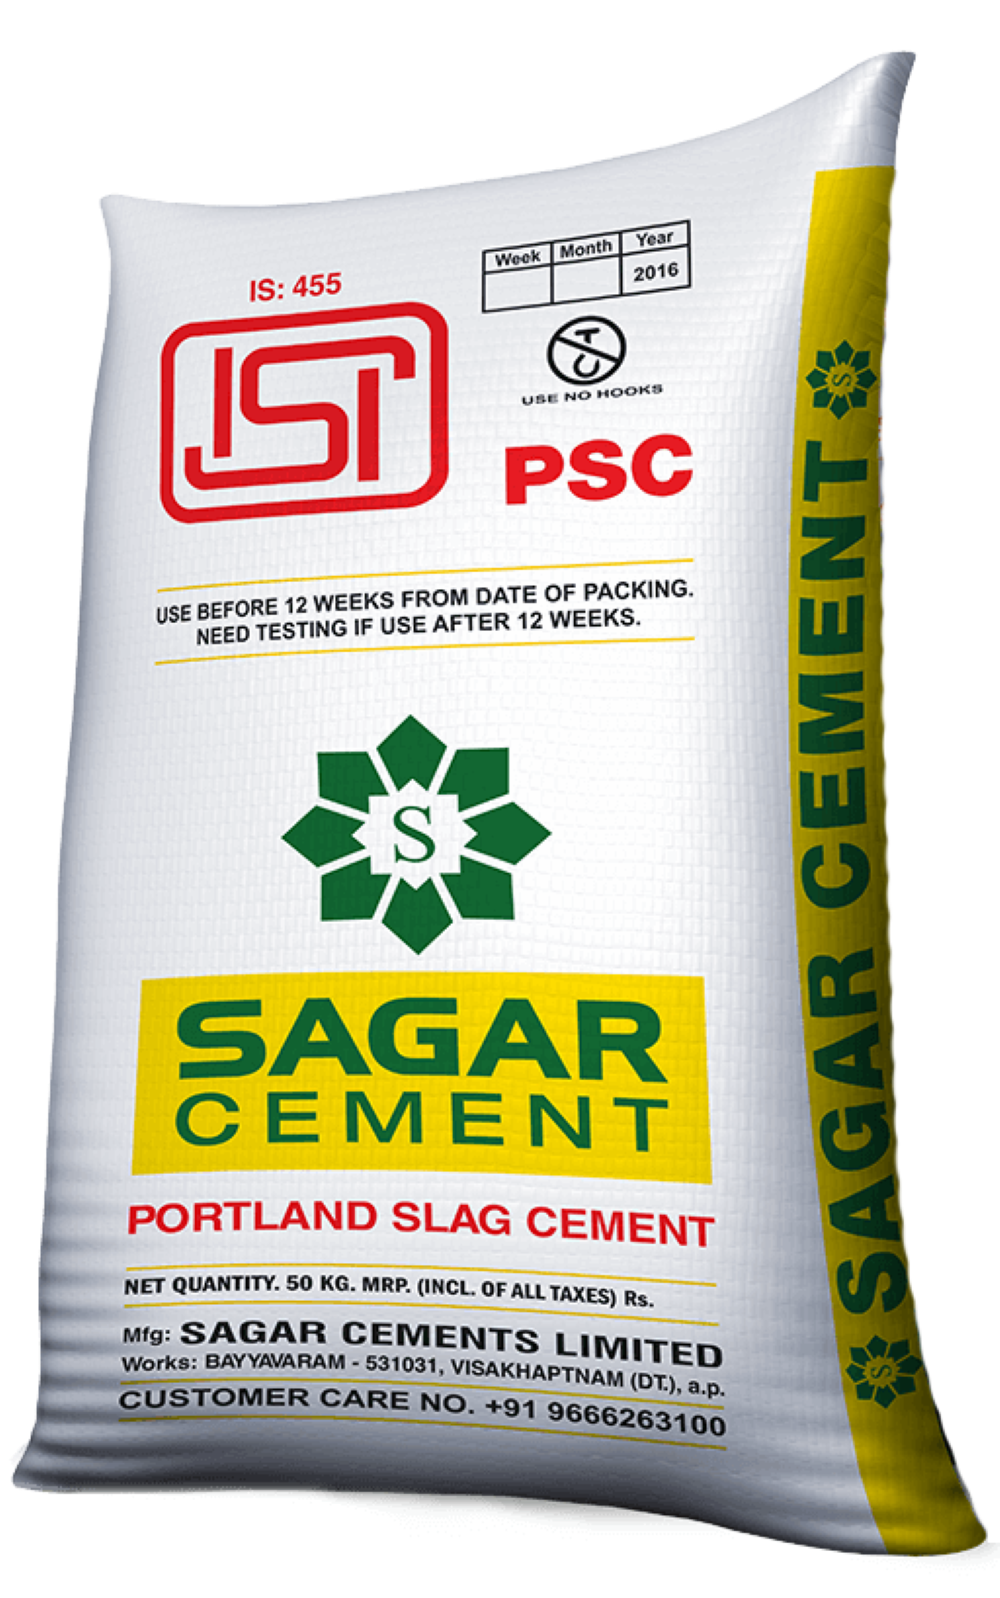 IS: 455
ISI
Week Month Year
2016
USE NO HOOKS
PSC
USE BEFORE 12 WEEKS FROM DATE OF PACKING.
NEED TESTING IF USE AFTER 12 WEEKS.
S
SAGAR
CEMENT
PORTLAND SLAG CEMENT
NET QUANTITY. 50 KG. MRP. (INCL. OF ALL TAXES) Rs.
Mfg: SAGAR CEMENTS LIMITED
Works: BAYYAVARAM - 531031, VISAKHAPTNAM (DT.), a.p.
CUSTOMER CARE NO. +91 9666263100
S
SAGAR CEMENT
S